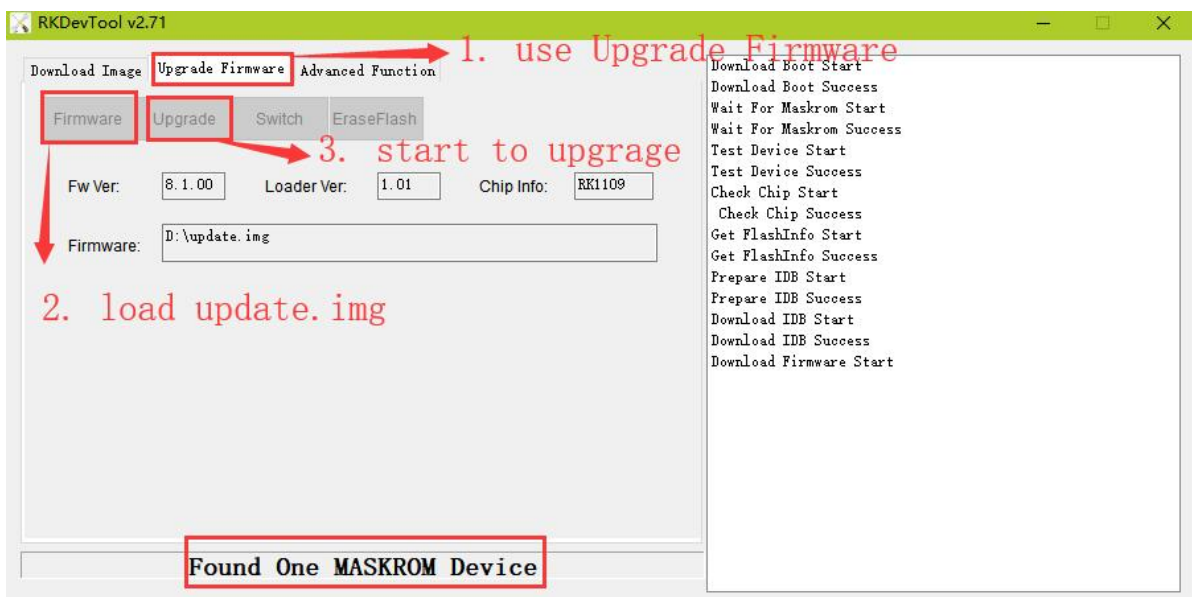 RKDevTool v2.71
1. use Upgrade Firmware
Download Image Upgrade Firmware Advanced Function
Firmware Upgrade Switch EraseFlash
3. start to upgrage
Fw Ver: 8.1.00 Loader Ver: 1.01 Chip Info: RK1109
Firmware: D:\update.img
2. load update.img
Found One MASKROM Device
Download Boot Start
Download Boot Success
Wait For Maskrom Start
Wait For Maskrom Success
Test Device Start
Test Device Success
Check Chip Start
Check Chip Success
Get FlashInfo Start
Get FlashInfo Success
Prepare IDB Start
Prepare IDB Success
Download IDB Start
Download IDB Success
Download Firmware Start